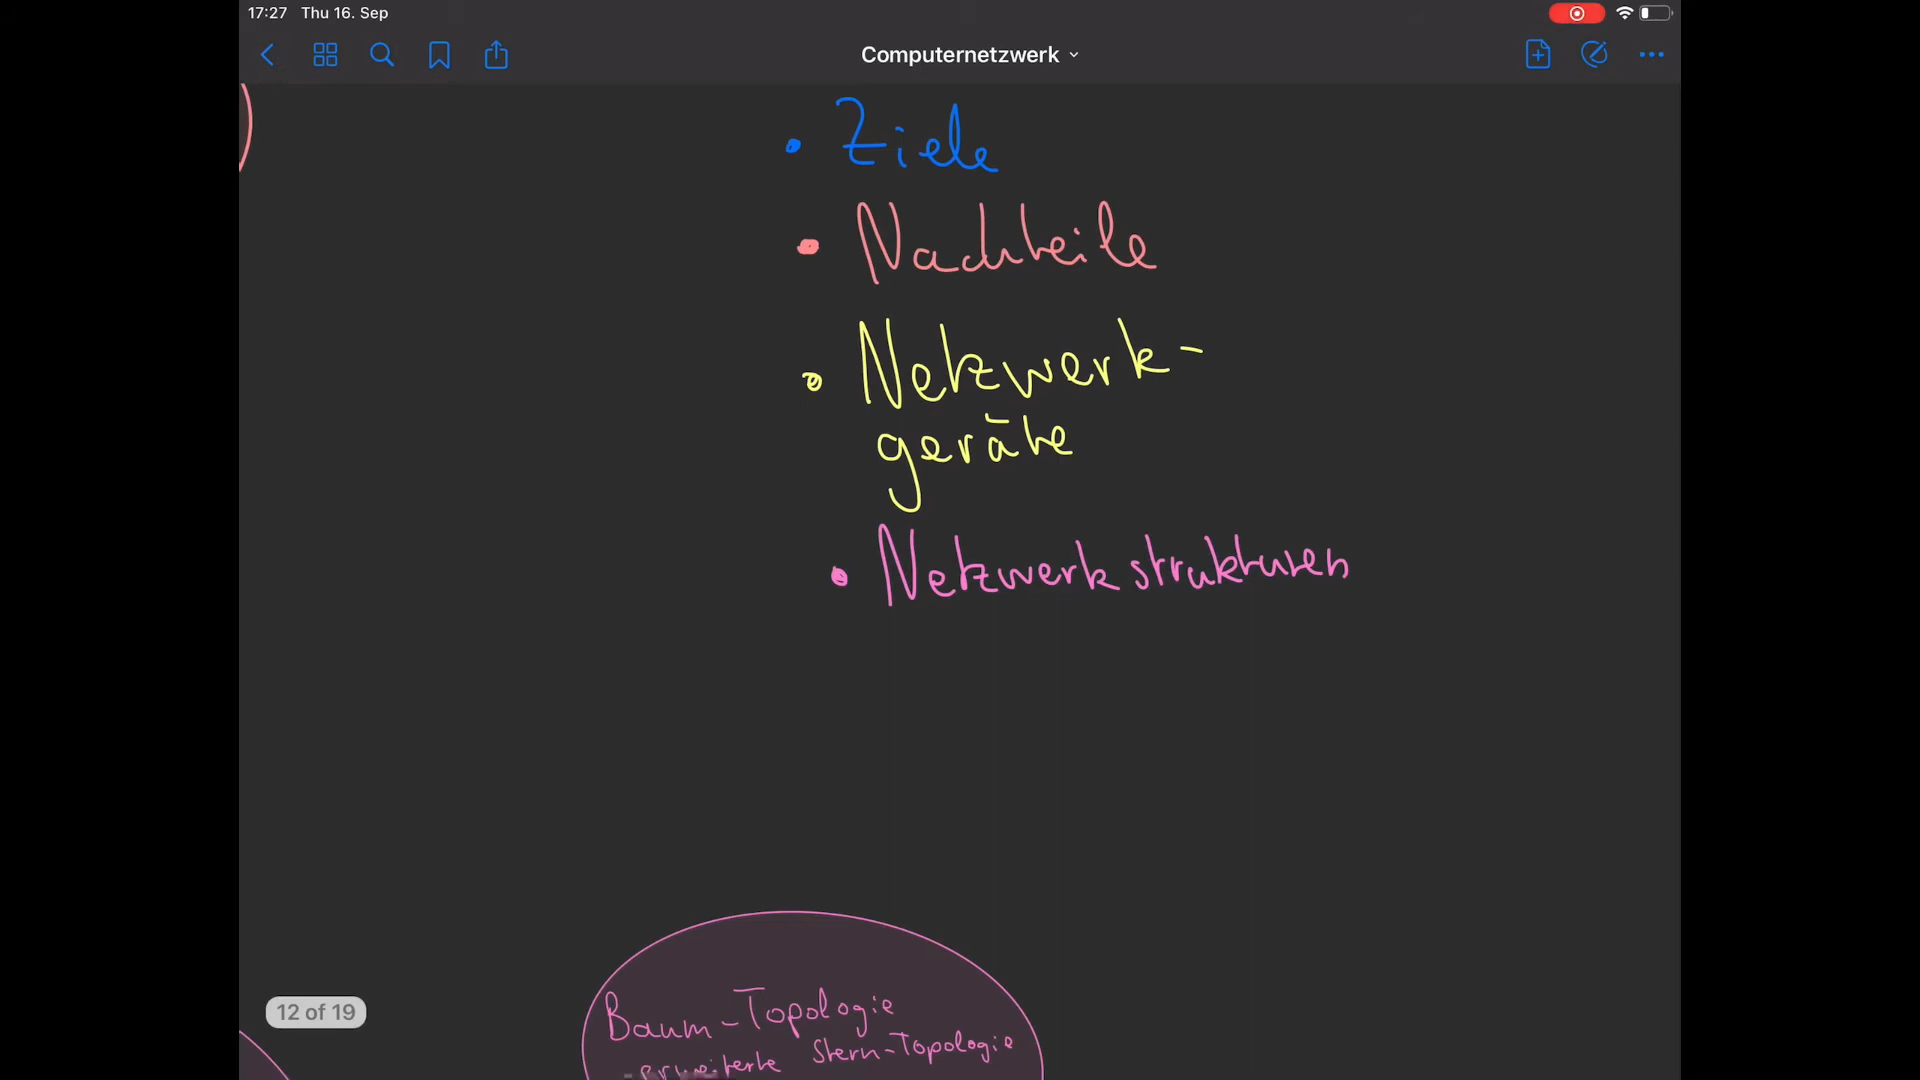 17:27 Thu 16. Sep
Computernetzwerk
• Ziele
• Nachteile
• Netzwerk-
geräte
• Netzwerkstrukturen
Baum-Topologie
- erweiterte Stern-Topologie
12 of 19